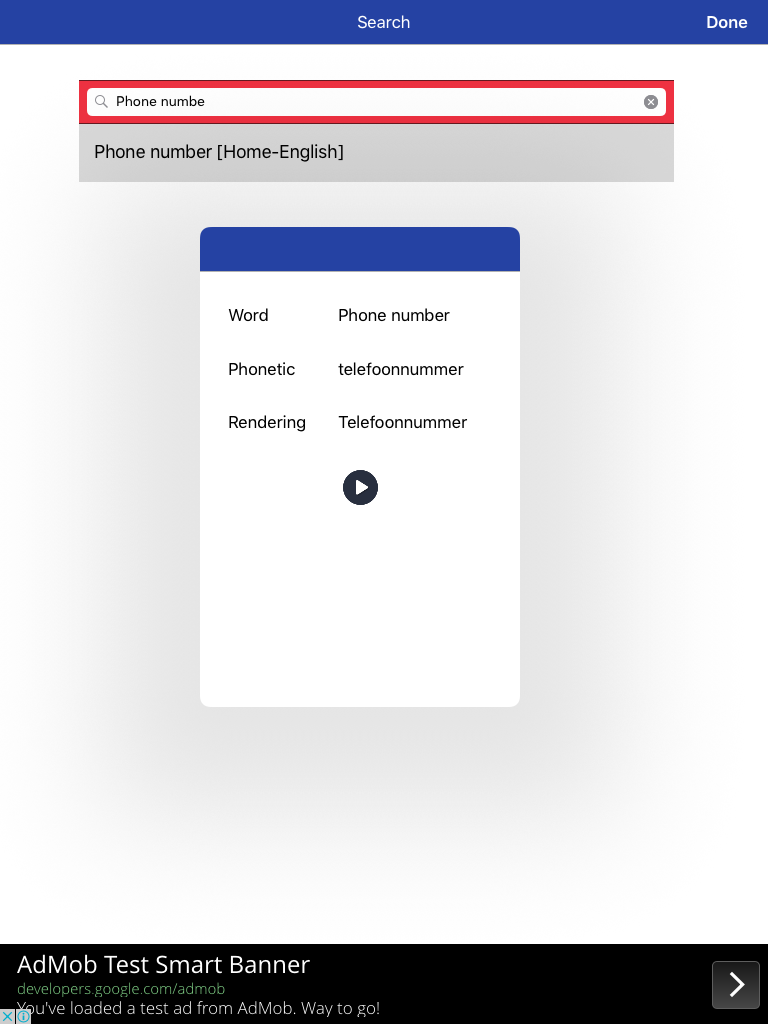 Search
Done
Phone numbe
Phone number [Home-English]
Word Phone number
Phonetic telefoonnummer
Rendering Telefoonnummer
AdMob Test Smart Banner
developers.google.com/admob
You've loaded a test ad from AdMob. Way to go!